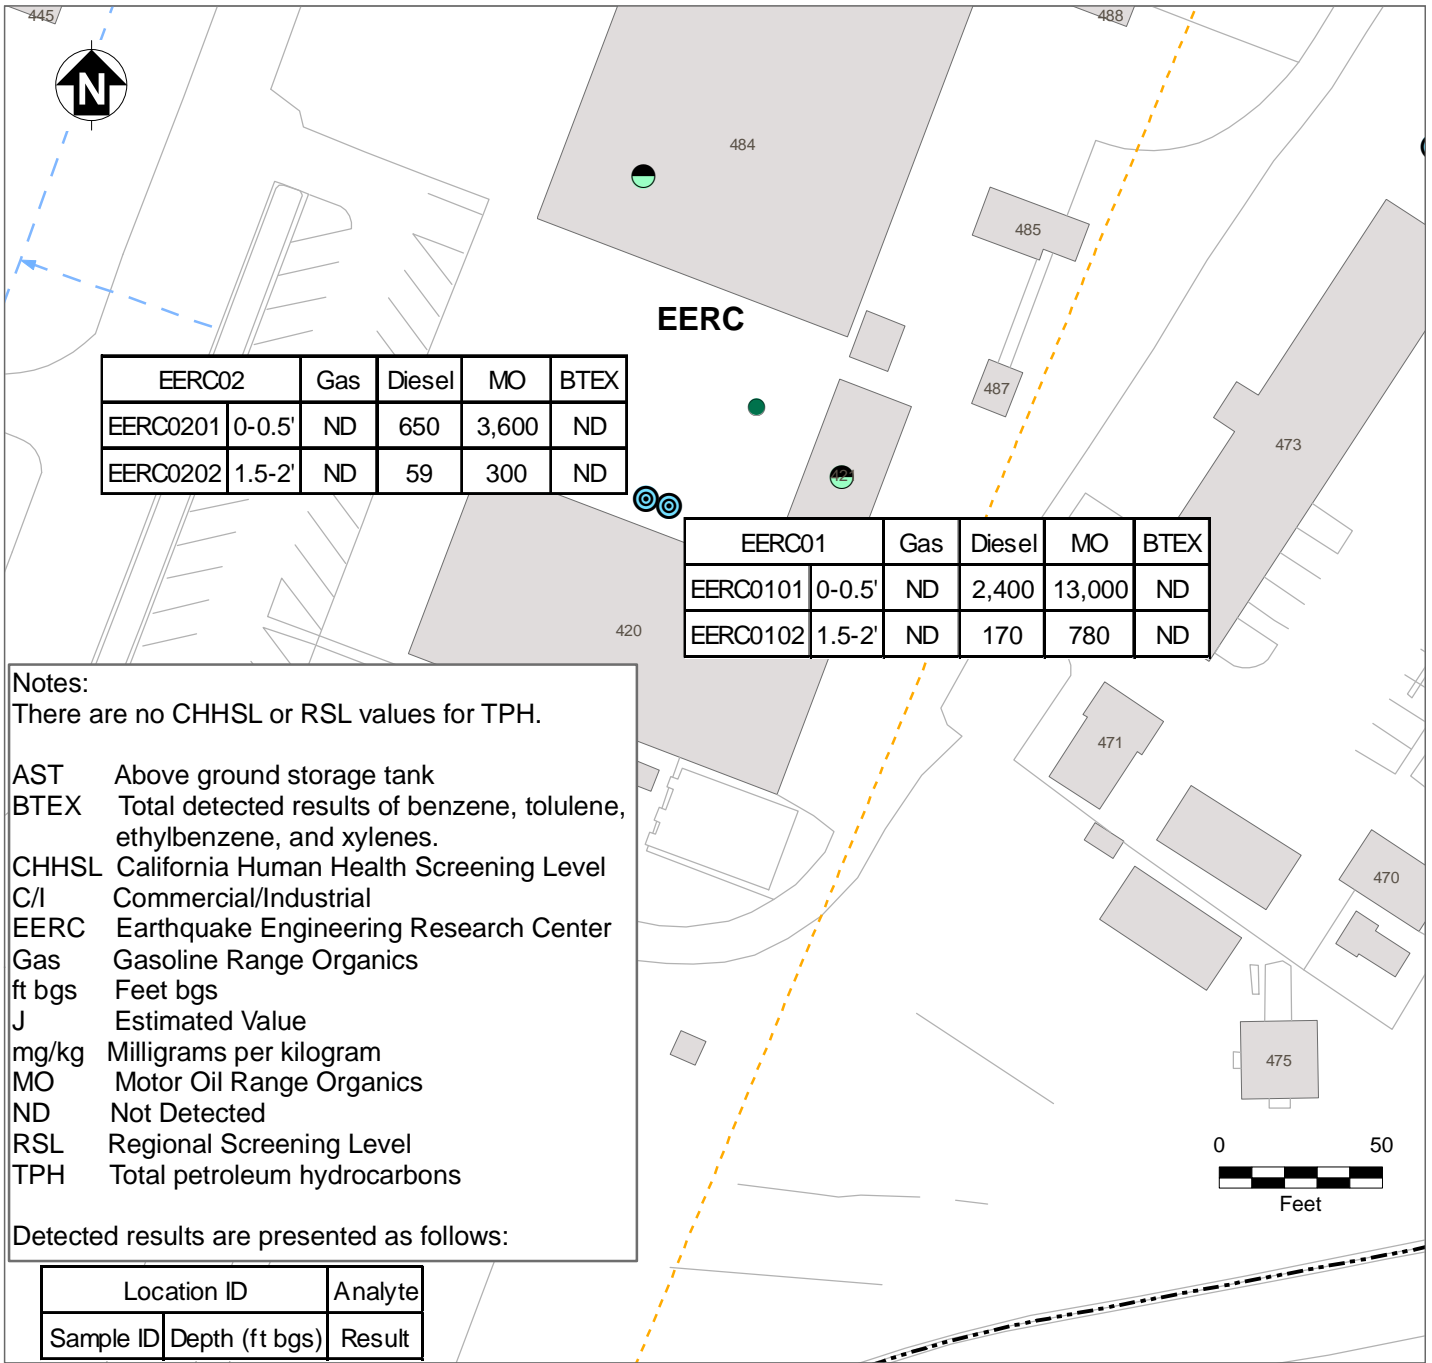 445
488
N
484
485
EERC
487
EERC02 Gas Diesel MO BTEX
EERC0201 0-0.5' ND 650 3,600 ND
EERC0202 1.5-2' ND 59 300 ND
473
421
EERC01 Gas Diesel MO BTEX
EERC0101 0-0.5' ND 2,400 13,000 ND
EERC0102 1.5-2' ND 170 780 ND
420
471
470
475
Notes:
There are no CHHSL or RSL values for TPH.
AST Above ground storage tank
BTEX Total detected results of benzene, tolulene,
ethylbenzene, and xylenes.
CHHSL California Human Health Screening Level
C/I Commercial/Industrial
EERC Earthquake Engineering Research Center
Gas Gasoline Range Organics
ft bgs Feet bgs
J Estimated Value
mg/kg Milligrams per kilogram
MO Motor Oil Range Organics
ND Not Detected
RSL Regional Screening Level
TPH Total petroleum hydrocarbons
Detected results are presented as follows:
0 50
Feet
Location ID Analyte
Sample ID Depth (ft bgs) Result